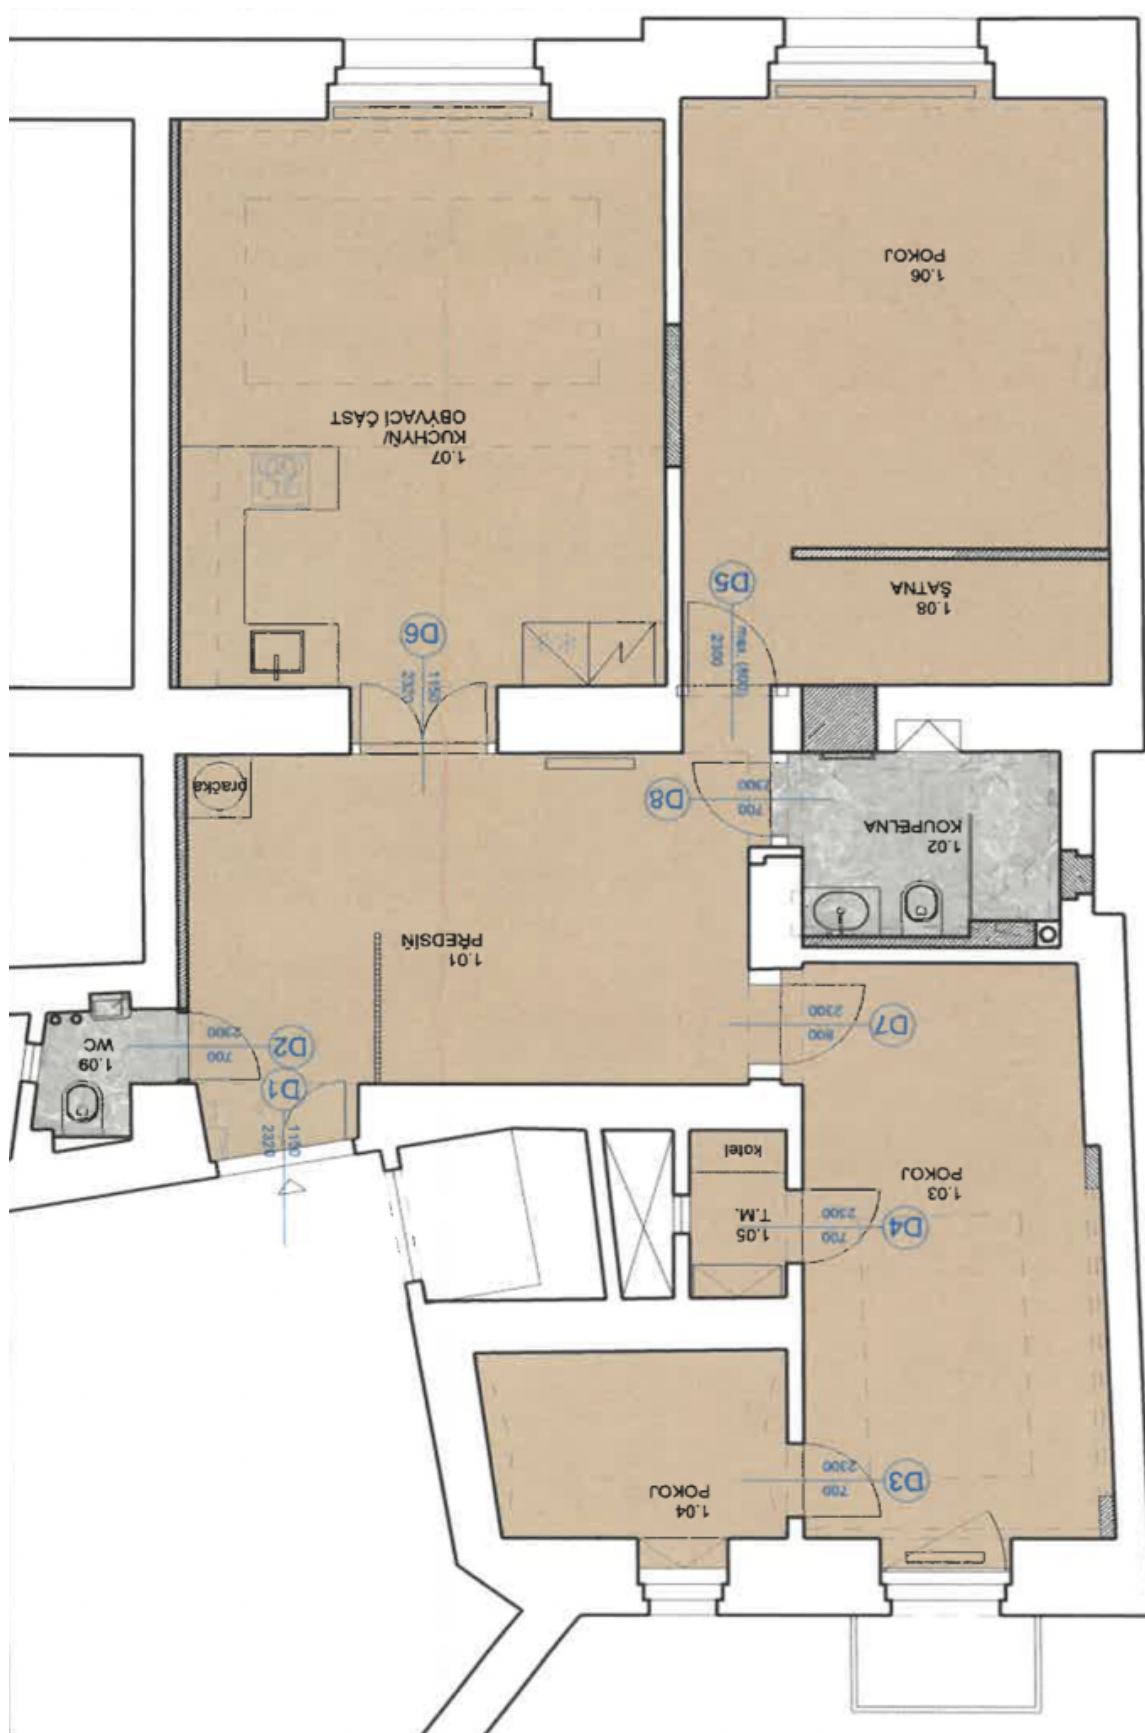 D3
700
2300
1.04
POKOJ
D4
700
2300
1.05
T.M.
kotel
1.03
POKOJ
1150
2320
D1
D7
800
2300
D2
700
2300
1.09
WC
1.01
PŘEDSÍŇ
1.02
KOUPELNA
700
2300
D8
pračka
D6
1150
2320
max. (800)
2300
D5
1.08
ŠATNA
1.07
KUCHYŇ/
OBÝVACÍ ČÁST
1.06
POKOJ